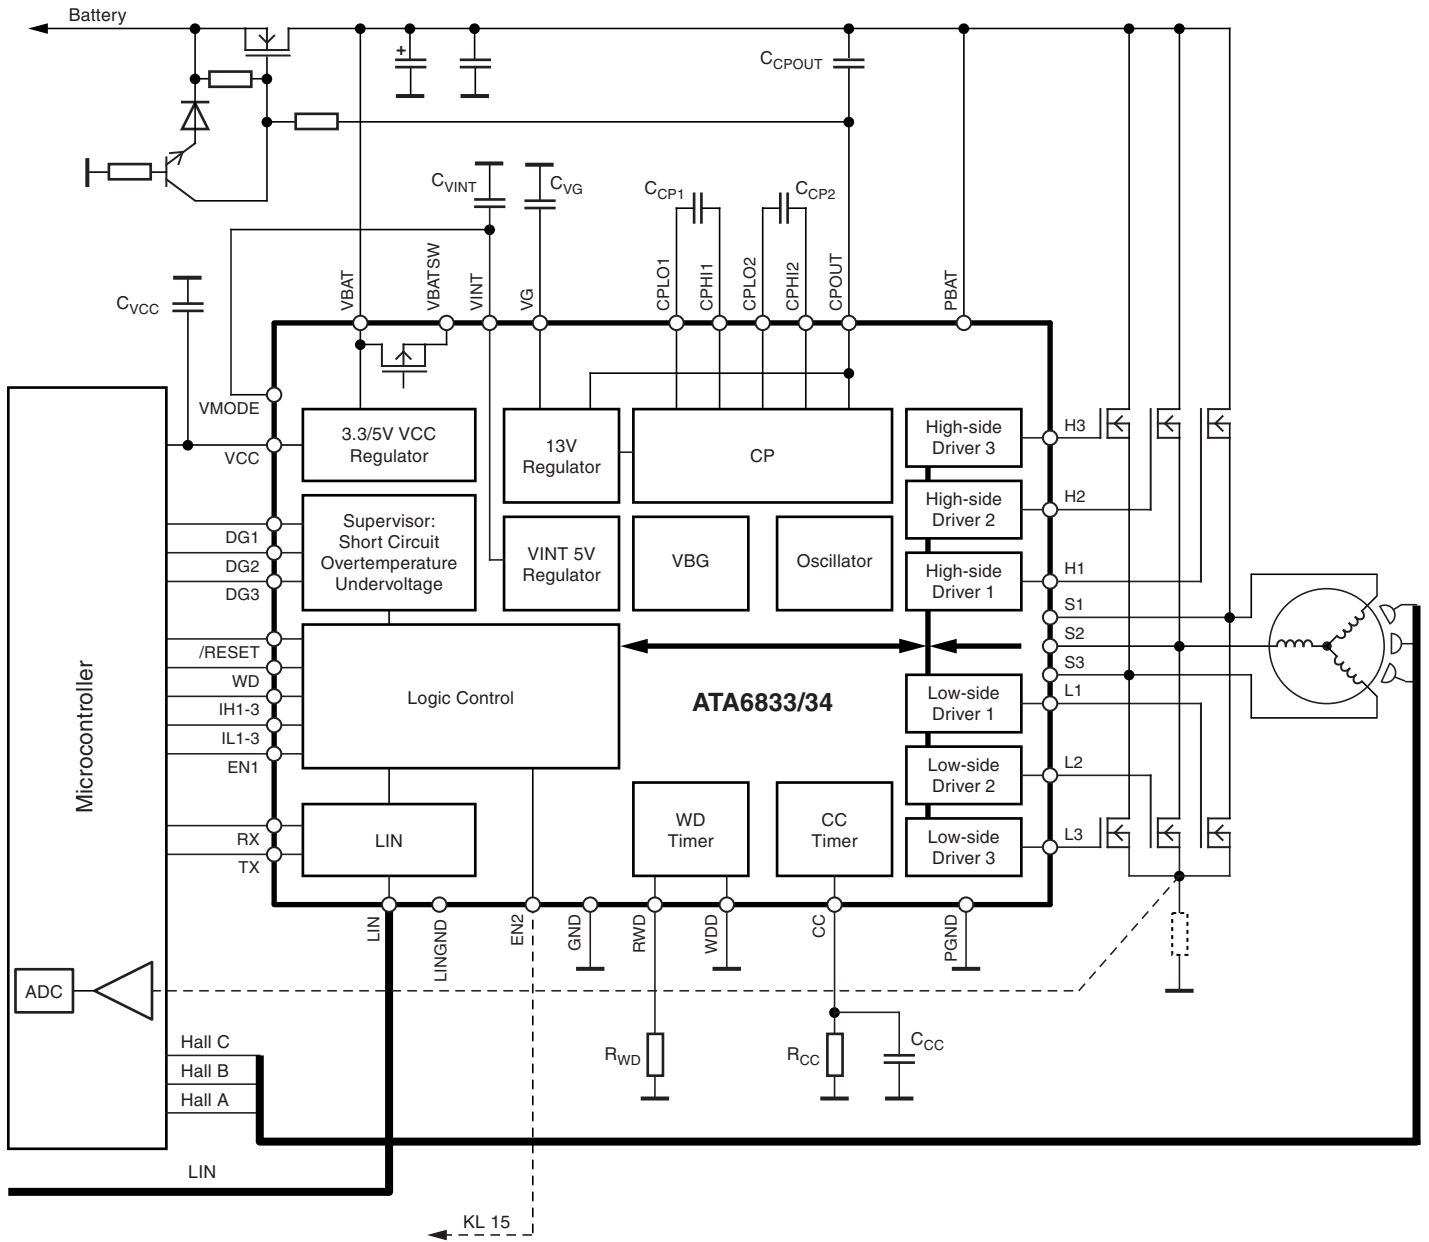 Battery
+
CCPOUT
CVINT
CVG
CCP1
CCP2
CVCC
VBAT
VBATSW
VINT
VG
CPLO1
CPHI1
CPLO2
CPHI2
CPOUT
PBAT
VMODE
VCC
3.3/5V VCC
Regulator
13V
Regulator
CP
High-side
Driver 3
H3
High-side
Driver 2
H2
High-side
Driver 1
H1
DG1
DG2
DG3
Supervisor:
Short Circuit
Overtemperature
Undervoltage
VINT 5V
Regulator
VBG
Oscillator
S1
S2
S3
L1
L2
L3
Microcontroller
/RESET
WD
IH1-3
IL1-3
EN1
Logic Control
ATA6833/34
Low-side
Driver 1
Low-side
Driver 2
Low-side
Driver 3
RX
TX
LIN
WD
Timer
CC
Timer
LIN
LINGND
EN2
GND
RWD
WDD
CC
PGND
ADC
Hall C
Hall B
Hall A
RWD
RCC
CCC
LIN
KL 15